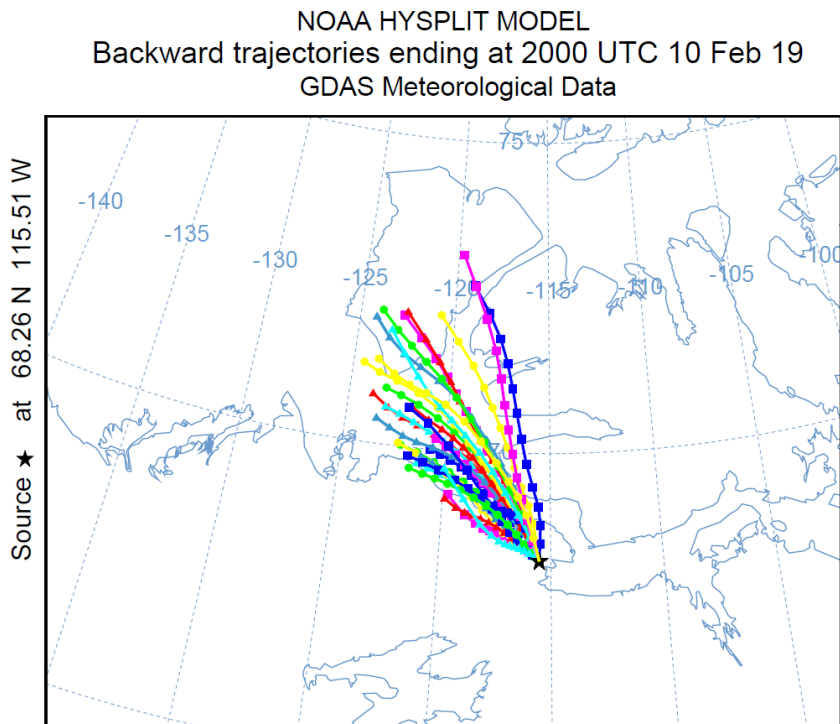 NOAA HYSPLIT MODEL
Backward trajectories ending at 2000 UTC 10 Feb 19
GDAS Meteorological Data
Source ★ at 68.26 N 115.51 W
75
-140
-135
-130
-125
-120
-115
-110
-105
-100